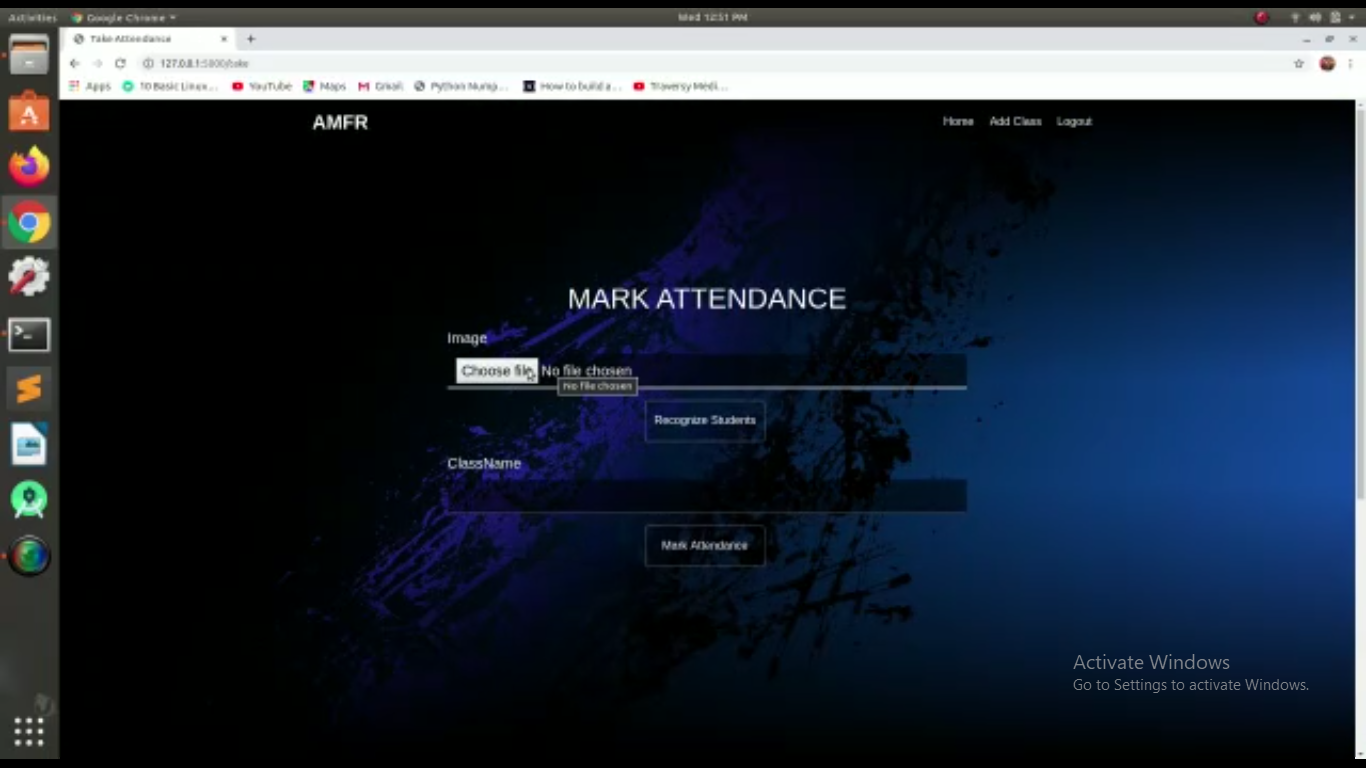 Activities Google Chrome Wed 12:51 PM
Take Attendance
127.0.0.1:5000/take
Apps 10 Basic Linux... YouTube Maps Gmail Python Nump... How to build a... Traversy Medi...
AMFR Home Add Class Logout
MARK ATTENDANCE
Image
Choose file No file chosen
No file chosen
Recognize Students
ClassName
Mark Attendance
Activate Windows
Go to Settings to activate Windows.